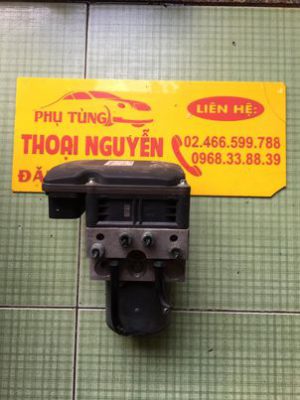 PHỤ TÙNG
LIÊN HỆ:
THOẠI NGUYỄN
02.466.599.788
0968.33.88.39